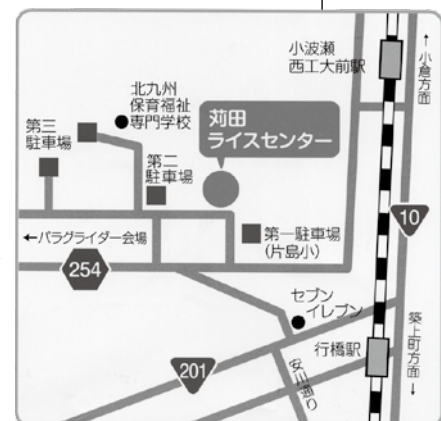 小波瀬
西工大前駅
↑小倉方面
北九州
保育福祉
専門学校
苅田
ライスセンター
第三
駐車場
第二
駐車場
10
←パラグライダー会場
第一駐車場
(片島小)
254
セブン
イレブン
築上町方面→
行橋駅
201
安川通り